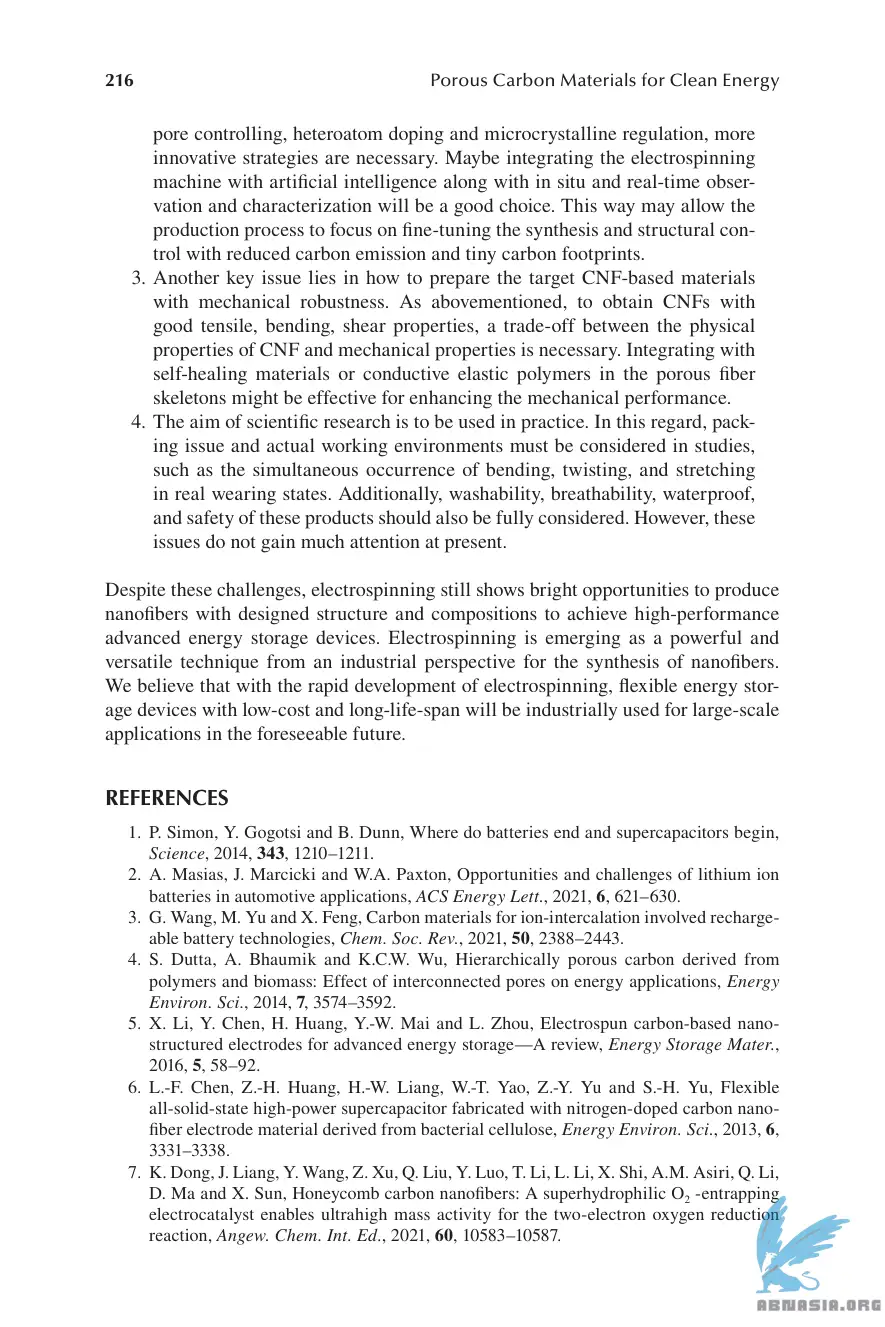 216
Porous Carbon Materials for Clean Energy
pore controlling, heteroatom doping and microcrystalline regulation, more
innovative strategies are necessary. Maybe integrating the electrospinning
machine with artificial intelligence along with in situ and real-time obser-
vation and characterization will be a good choice. This way may allow the
production process to focus on fine-tuning the synthesis and structural con-
trol with reduced carbon emission and tiny carbon footprints.
3. Another key issue lies in how to prepare the target CNF-based materials
with mechanical robustness. As abovementioned, to obtain CNFs with
good tensile, bending, shear properties, a trade-off between the physical
properties of CNF and mechanical properties is necessary. Integrating with
self-healing materials or conductive elastic polymers in the porous fiber
skeletons might be effective for enhancing the mechanical performance.
4. The aim of scientific research is to be used in practice. In this regard, pack-
ing issue and actual working environments must be considered in studies,
such as the simultaneous occurrence of bending, twisting, and stretching
in real wearing states. Additionally, washability, breathability, waterproof,
and safety of these products should also be fully considered. However, these
issues do not gain much attention at present.
Despite these challenges, electrospinning still shows bright opportunities to produce
nanofibers with designed structure and compositions to achieve high-performance
advanced energy storage devices. Electrospinning is emerging as a powerful and
versatile technique from an industrial perspective for the synthesis of nanofibers.
We believe that with the rapid development of electrospinning, flexible energy stor-
age devices with low-cost and long-life-span will be industrially used for large-scale
applications in the foreseeable future.
REFERENCES
1. P. Simon, Y. Gogotsi and B. Dunn, Where do batteries end and supercapacitors begin,
Science, 2014, 343, 1210–1211.
2. A. Masias, J. Marcicki and W.A. Paxton, Opportunities and challenges of lithium ion
batteries in automotive applications, ACS Energy Lett., 2021, 6, 621–630.
3. G. Wang, M. Yu and X. Feng, Carbon materials for ion-intercalation involved recharge-
able battery technologies, Chem. Soc. Rev., 2021, 50, 2388–2443.
4. S. Dutta, A. Bhaumik and K.C.W. Wu, Hierarchically porous carbon derived from
polymers and biomass: Effect of interconnected pores on energy applications, Energy
Environ. Sci., 2014, 7, 3574–3592.
5. X. Li, Y. Chen, H. Huang, Y.-W. Mai and L. Zhou, Electrospun carbon-based nano-
structured electrodes for advanced energy storage—A review, Energy Storage Mater.,
2016, 5, 58–92.
6. L.-F. Chen, Z.-H. Huang, H.-W. Liang, W.-T. Yao, Z.-Y. Yu and S.-H. Yu, Flexible
all-solid-state high-power supercapacitor fabricated with nitrogen-doped carbon nano-
fiber electrode material derived from bacterial cellulose, Energy Environ. Sci., 2013, 6,
3331–3338.
7. K. Dong, J. Liang, Y. Wang, Z. Xu, Q. Liu, Y. Luo, T. Li, L. Li, X. Shi, A.M. Asiri, Q. Li,
D. Ma and X. Sun, Honeycomb carbon nanofibers: A superhydrophilic O₂ -entrapping
electrocatalyst enables ultrahigh mass activity for the two-electron oxygen reduction
reaction, Angew. Chem. Int. Ed., 2021, 60, 10583–10587.
ABNASIA.ORG